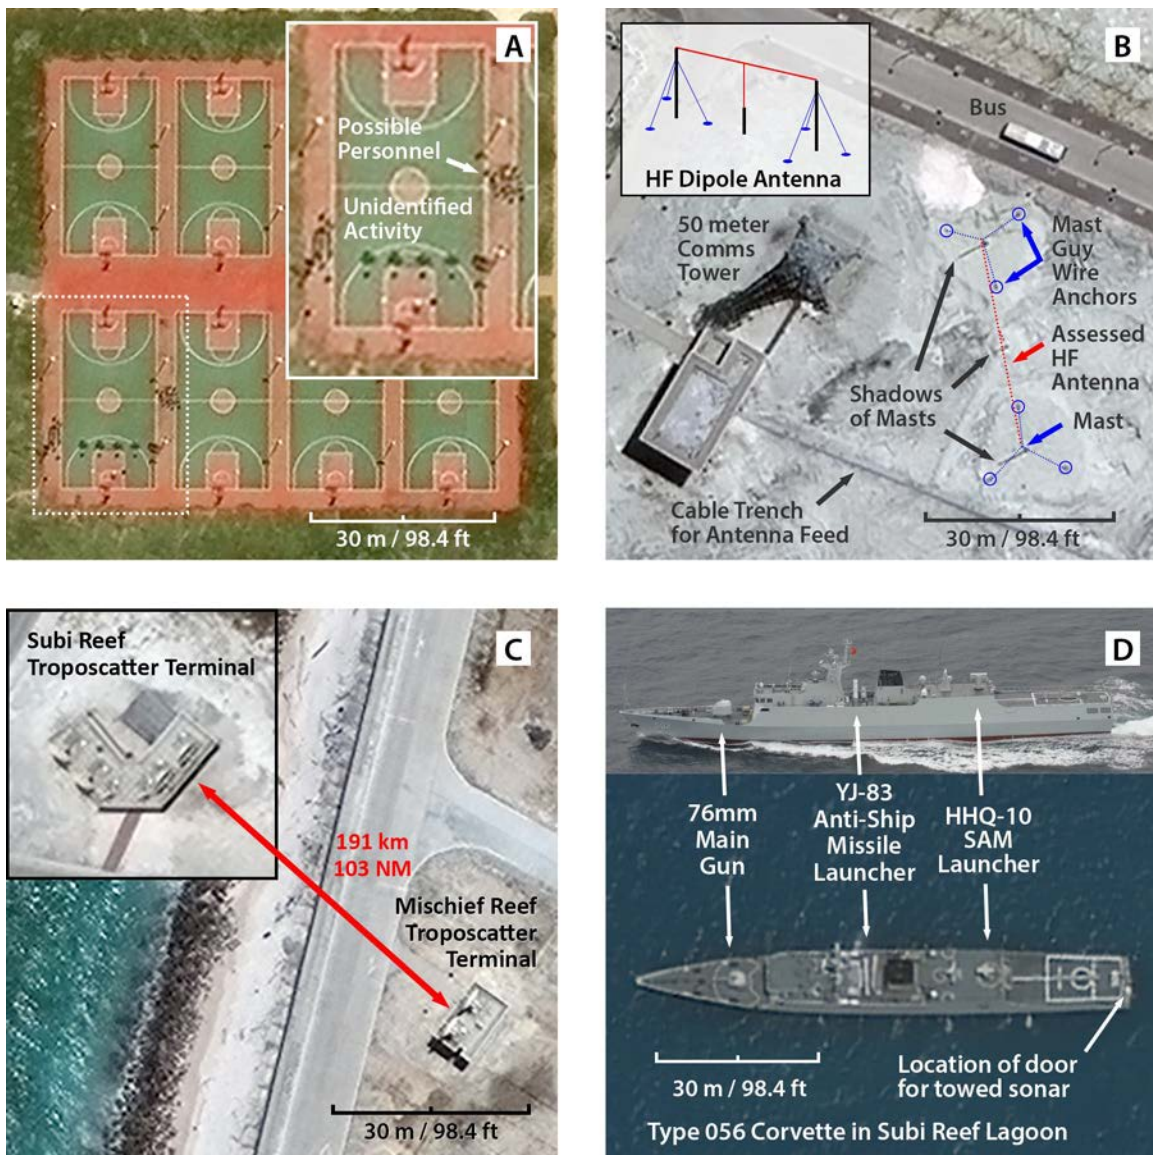 A
Possible
Personnel
Unidentified
Activity
30 m / 98.4 ft
B
Bus
HF Dipole Antenna
50 meter
Comms
Tower
Mast
Guy
Wire
Anchors
Assessed
HF
Antenna
Shadows
of Masts
Mast
Cable Trench
for Antenna Feed
30 m / 98.4 ft
C
Subi Reef
Troposcatter Terminal
191 km
103 NM
Mischief Reef
Troposcatter
Terminal
30 m / 98.4 ft
D
76mm
Main
Gun
YJ-83
Anti-Ship
Missile
Launcher
HHQ-10
SAM
Launcher
30 m / 98.4 ft
Location of door
for towed sonar
Type 056 Corvette in Subi Reef Lagoon